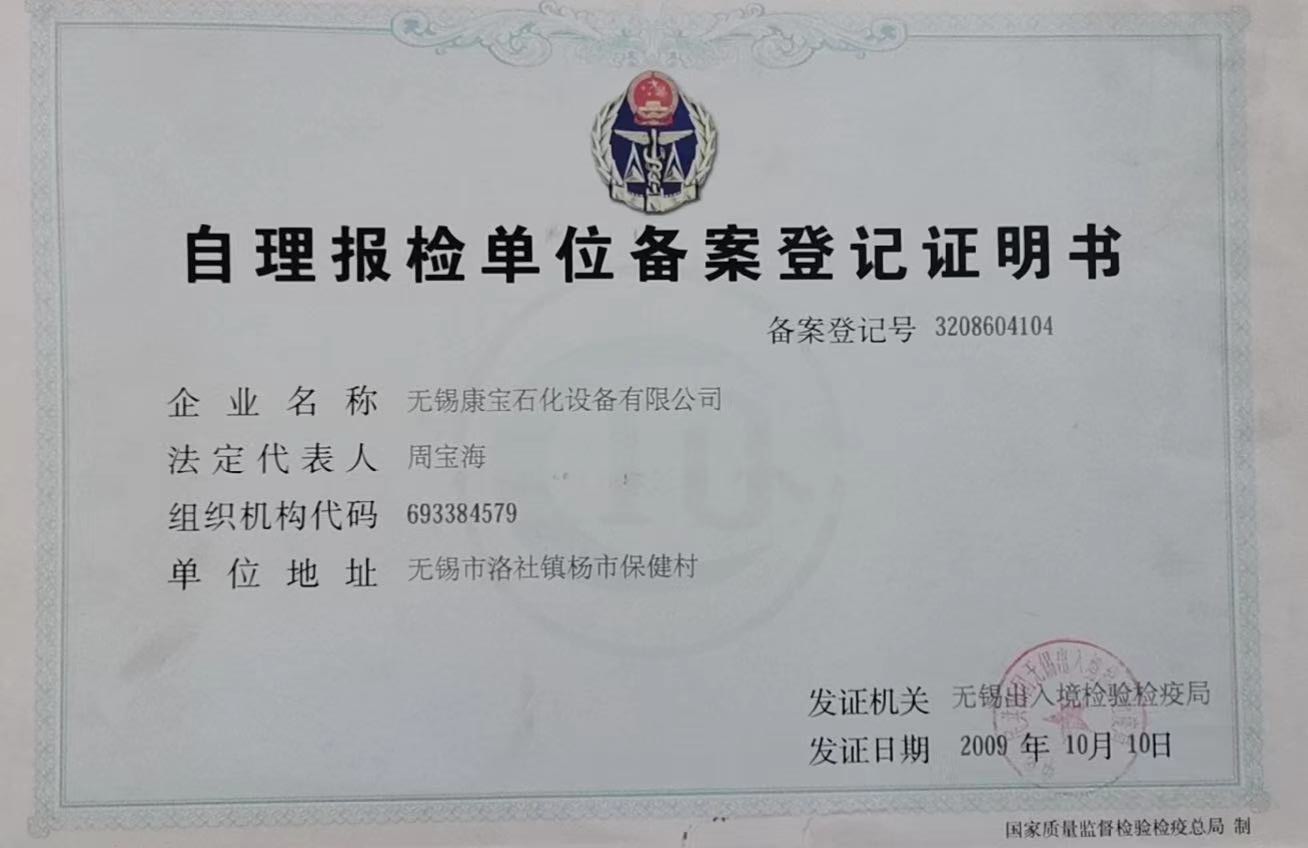 自理报检单位备案登记证明书
备案登记号 3208604104
企业名称 无锡康宝石化设备有限公司
法定代表人 周宝海
组织机构代码 693384579
单位地址 无锡市洛社镇杨市保健村
发证机关 无锡出入境检验检疫局
发证日期 2009 年 10月 10日
国家质量监督检验检疫总局 制